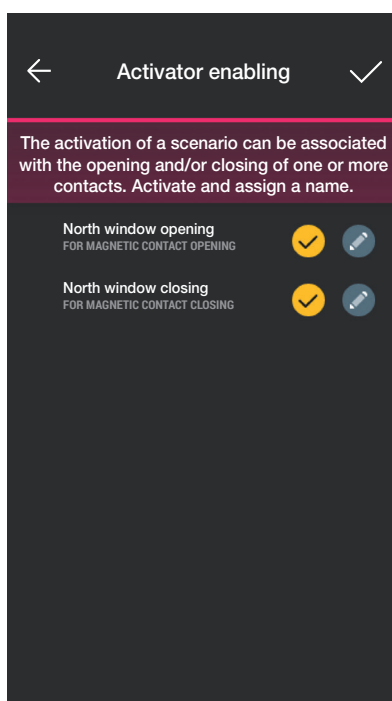 Activator enabling
The activation of a scenario can be associated
with the opening and/or closing of one or more
contacts. Activate and assign a name.
North window opening
FOR MAGNETIC CONTACT OPENING
North window closing
FOR MAGNETIC CONTACT CLOSING